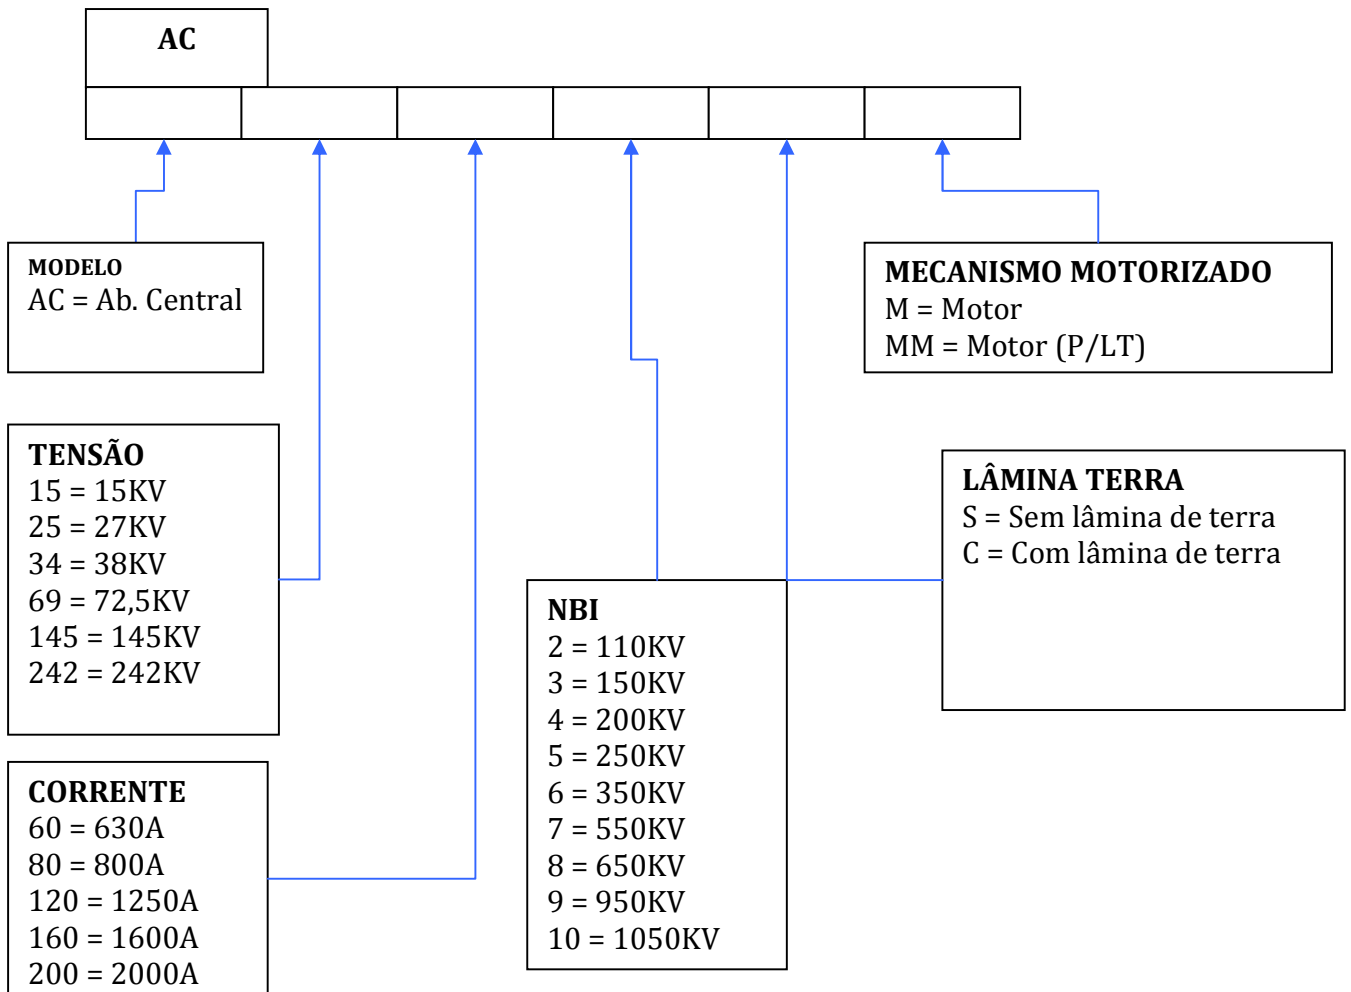 AC
MODELO
AC = Ab. Central
MECANISMO MOTORIZADO
M = Motor
MM = Motor (P/LT)
TENSÃO
15 = 15KV
25 = 27KV
34 = 38KV
69 = 72,5KV
145 = 145KV
242 = 242KV
LÂMINA TERRA
S = Sem lâmina de terra
C = Com lâmina de terra
NBI
2 = 110KV
3 = 150KV
4 = 200KV
5 = 250KV
6 = 350KV
7 = 550KV
8 = 650KV
9 = 950KV
10 = 1050KV
CORRENTE
60 = 630A
80 = 800A
120 = 1250A
160 = 1600A
200 = 2000A